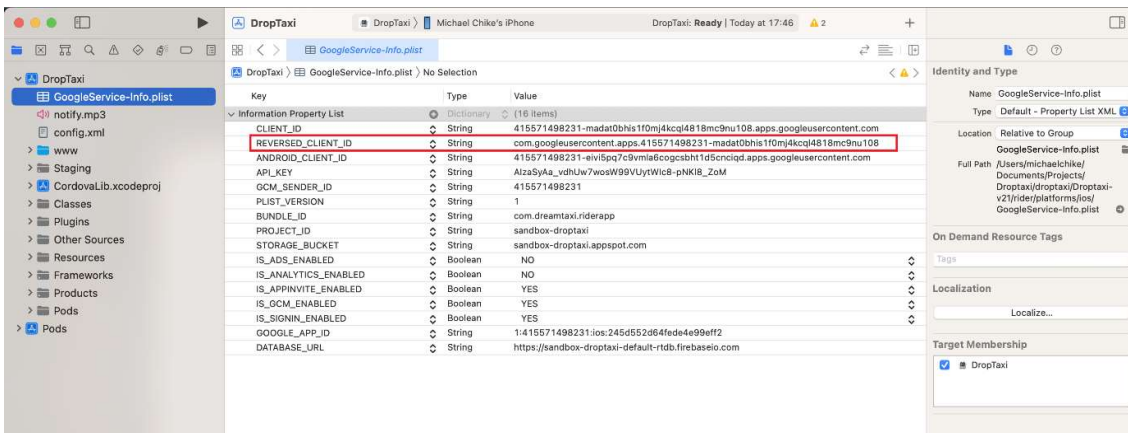 DropTaxi
DropTaxi 〉 Michael Chike's iPhone
DropTaxi: Ready | Today at 17:46
2
GoogleService-Info.plist
DropTaxi 〉 GoogleService-Info.plist 〉 No Selection
DropTaxi
GoogleService-Info.plist
notify.mp3
config.xml
www
Staging
CordovaLib.xcodeproj
Classes
Plugins
Other Sources
Resources
Frameworks
Products
Pods
Pods
Key Type Value
Information Property List Dictionary (16 items)
CLIENT_ID String 415571498231-madat0bhis1f0mj4kcql4818mc9nu108.apps.googleusercontent.com
REVERSED_CLIENT_ID String com.googleusercontent.apps.415571498231-madat0bhis1f0mj4kcql4818mc9nu108
ANDROID_CLIENT_ID String 415571498231-eivi5pq7c9vmla6cogcsbht1d5cnciqd.apps.googleusercontent.com
API_KEY String AIzaSyAa_vdhUw7wosW99VUytWlc8-pNKI8_ZoM
GCM_SENDER_ID String 415571498231
PLIST_VERSION String 1
BUNDLE_ID String com.dreamtaxi.riderapp
PROJECT_ID String sandbox-droptaxi
STORAGE_BUCKET String sandbox-droptaxi.appspot.com
IS_ADS_ENABLED Boolean NO
IS_ANALYTICS_ENABLED Boolean NO
IS_APPINVITE_ENABLED Boolean YES
IS_GCM_ENABLED Boolean YES
IS_SIGNIN_ENABLED Boolean YES
GOOGLE_APP_ID String 1:415571498231:ios:245d552d64fede4e99eff2
DATABASE_URL String https://sandbox-droptaxi-default-rtdb.firebaseio.com
Identity and Type
Name GoogleService-Info.plist
Type Default - Property List XML
Location Relative to Group
GoogleService-Info.plist
Full Path /Users/michaelchike/
Documents/Projects/
Droptaxi/droptaxi/Droptaxi-
v21/rider/platforms/ios/
GoogleService-Info.plist
On Demand Resource Tags
Tags
Localization
Localize...
Target Membership
DropTaxi